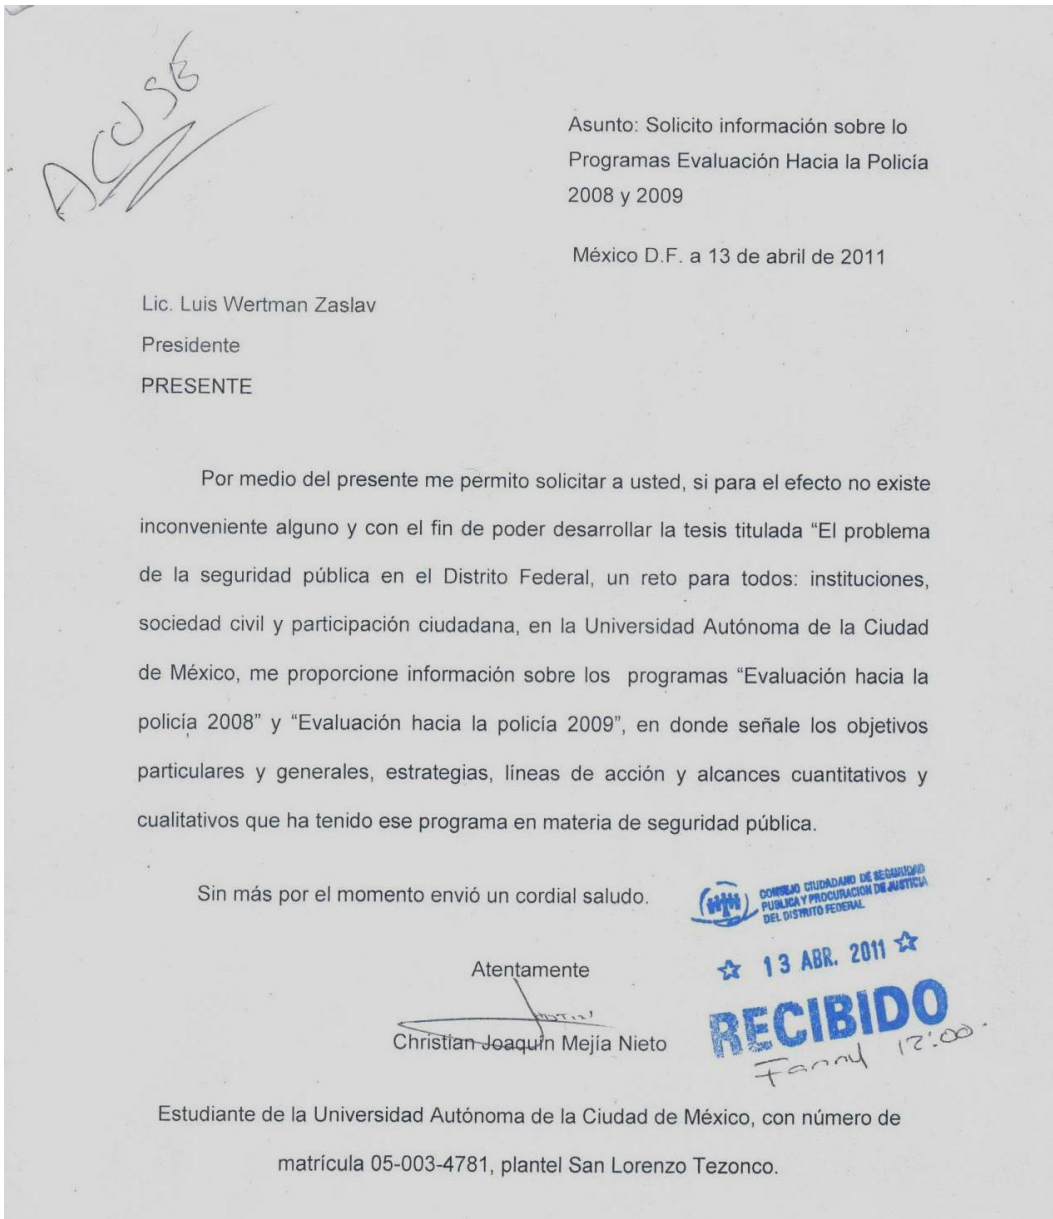 ACUSE
Asunto: Solicito información sobre lo
Programas Evaluación Hacia la Policía
2008 y 2009
México D.F. a 13 de abril de 2011
Lic. Luis Wertman Zaslav
Presidente
PRESENTE
Por medio del presente me permito solicitar a usted, si para el efecto no existe
inconveniente alguno y con el fin de poder desarrollar la tesis titulada “El problema
de la seguridad pública en el Distrito Federal, un reto para todos: instituciones,
sociedad civil y participación ciudadana, en la Universidad Autónoma de la Ciudad
de México, me proporcione información sobre los programas “Evaluación hacia la
policía 2008” y “Evaluación hacia la policía 2009”, en donde señale los objetivos
particulares y generales, estrategias, líneas de acción y alcances cuantitativos y
cualitativos que ha tenido ese programa en materia de seguridad pública.
Sin más por el momento envió un cordial saludo.
CONSEJO CIUDADANO DE SEGURIDAD
PUBLICA Y PROCURACION DE JUSTICIA
DEL DISTRITO FEDERAL
13 ABR. 2011
RECIBIDO
Fanny 12:00
Atentamente
Christian Joaquín Mejía Nieto
Estudiante de la Universidad Autónoma de la Ciudad de México, con número de
matrícula 05-003-4781, plantel San Lorenzo Tezonco.